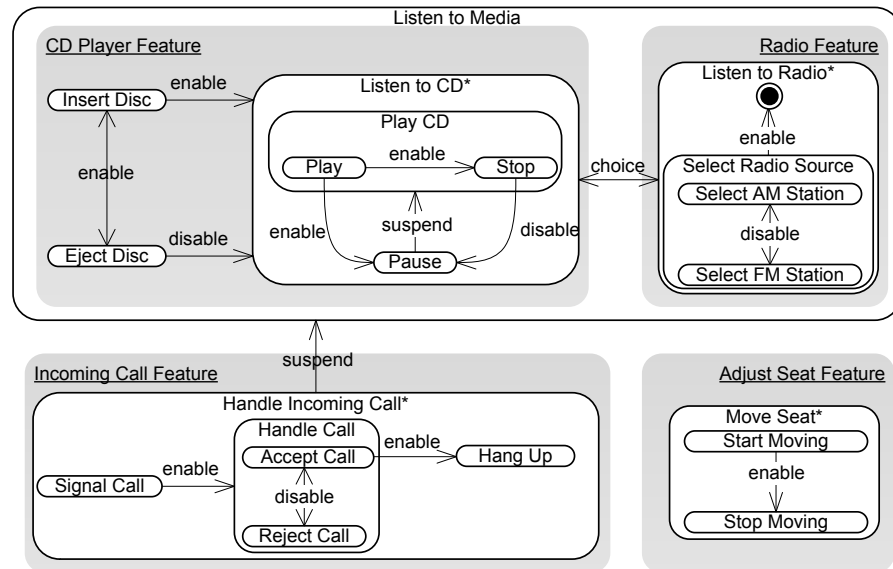 Listen to Media
CD Player Feature
Radio Feature
enable
Insert Disc
Listen to CD*
Listen to Radio*
Play CD
enable
enable
Play
Stop
enable
choice
Select Radio Source
Select AM Station
enable
suspend
disable
disable
disable
Eject Disc
Pause
Select FM Station
suspend
Incoming Call Feature
Adjust Seat Feature
Handle Incoming Call*
Move Seat*
Handle Call
enable
Start Moving
enable
Accept Call
Hang Up
enable
Signal Call
disable
Reject Call
Stop Moving